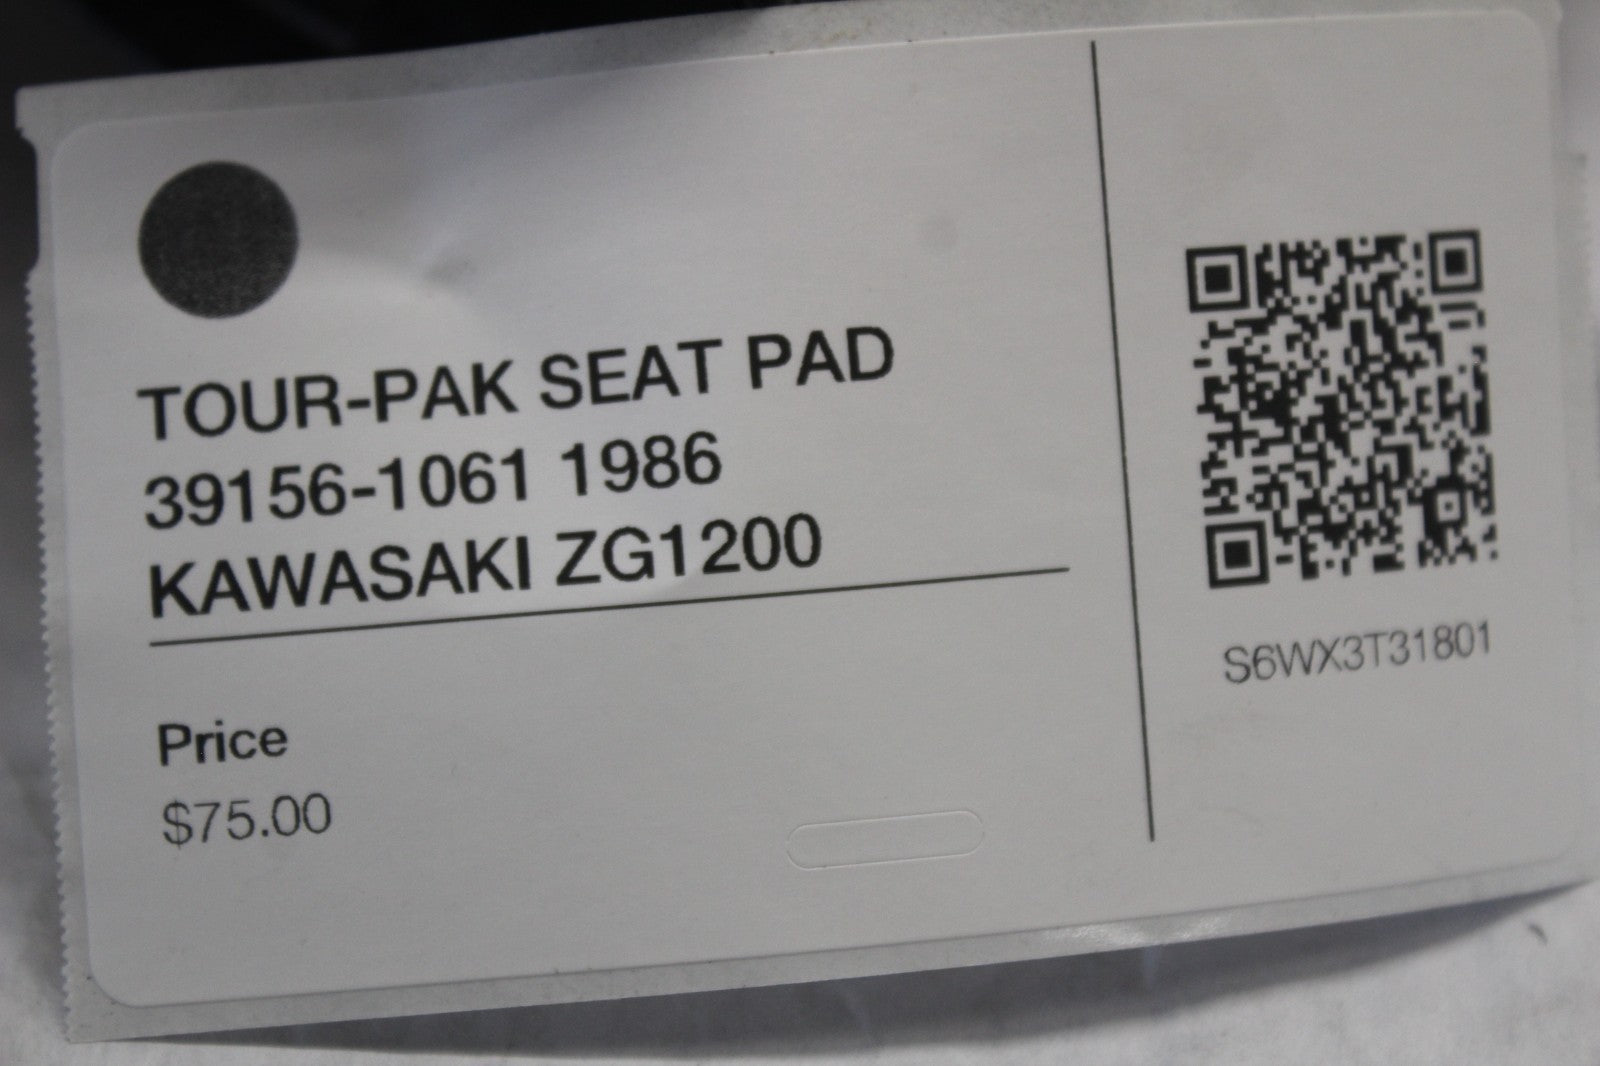 TOUR-PAK SEAT PAD
39156-1061 1986
KAWASAKI ZG1200
Price
$75.00
S6WX3T31801